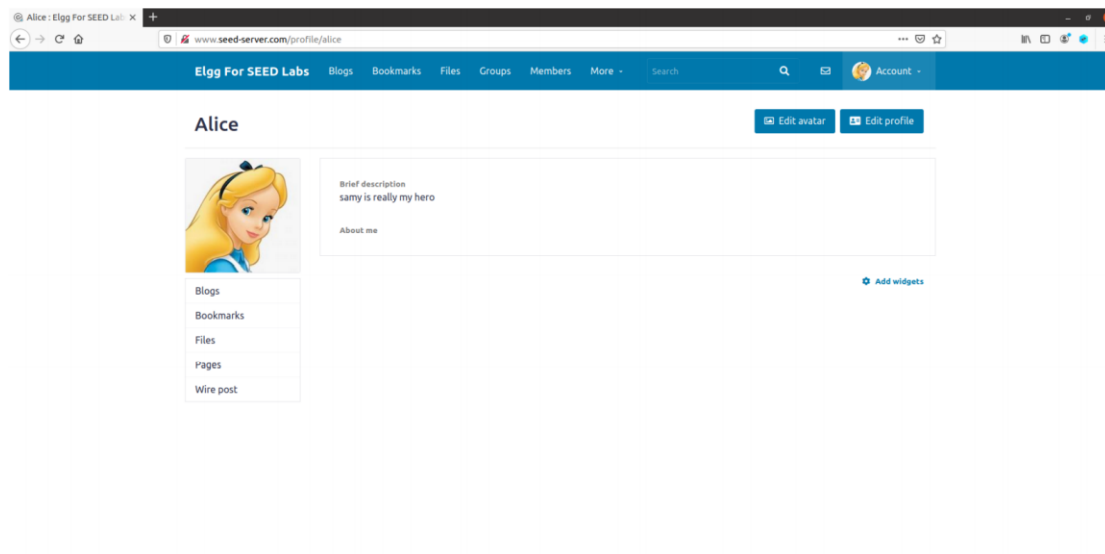 Alice : Elgg For SEED Lab
www.seed-server.com/profile/alice
Elgg For SEED Labs Blogs Bookmarks Files Groups Members More Search Account
Alice
Edit avatar Edit profile
Brief description
samy is really my hero
About me
Add widgets
Blogs
Bookmarks
Files
Pages
Wire post